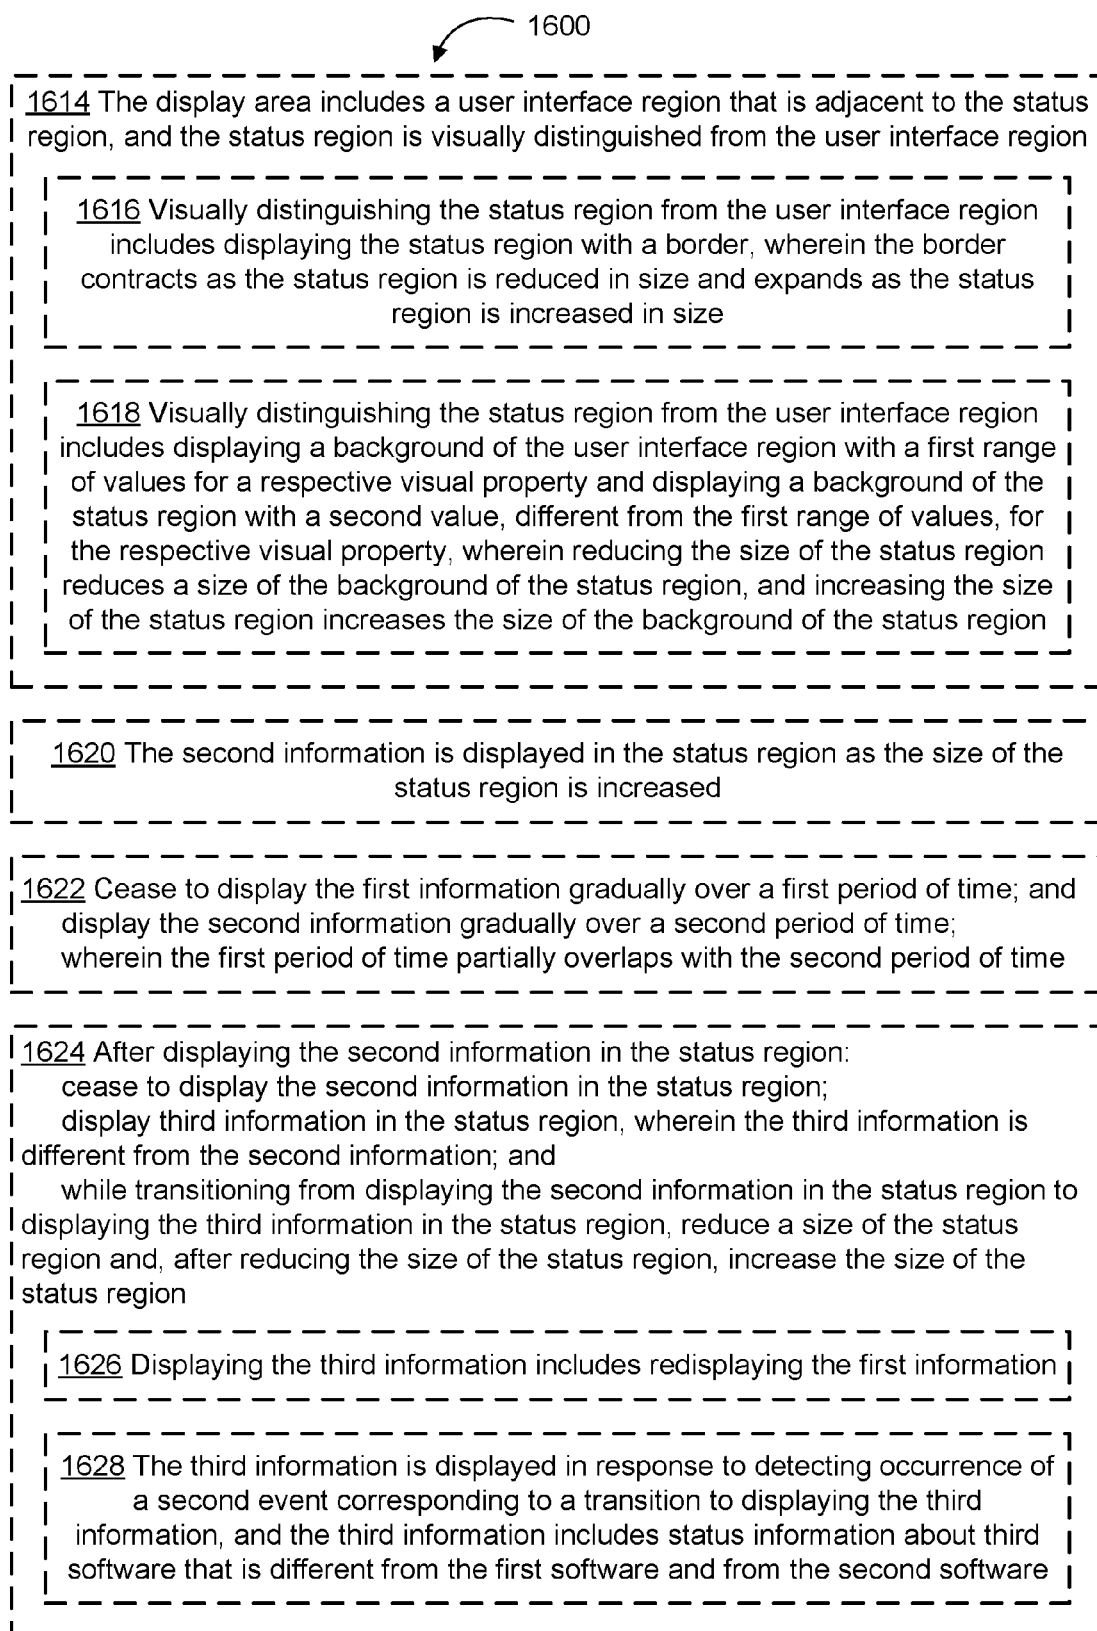 1600
1614 The display area includes a user interface region that is adjacent to the status
region, and the status region is visually distinguished from the user interface region
1616 Visually distinguishing the status region from the user interface region
includes displaying the status region with a border, wherein the border
contracts as the status region is reduced in size and expands as the status
region is increased in size
1618 Visually distinguishing the status region from the user interface region
includes displaying a background of the user interface region with a first range
of values for a respective visual property and displaying a background of the
status region with a second value, different from the first range of values, for
the respective visual property, wherein reducing the size of the status region
reduces a size of the background of the status region, and increasing the size
of the status region increases the size of the background of the status region
1620 The second information is displayed in the status region as the size of the
status region is increased
1622 Cease to display the first information gradually over a first period of time; and
display the second information gradually over a second period of time;
wherein the first period of time partially overlaps with the second period of time
1624 After displaying the second information in the status region:
cease to display the second information in the status region;
display third information in the status region, wherein the third information is
different from the second information; and
while transitioning from displaying the second information in the status region to
displaying the third information in the status region, reduce a size of the status
region and, after reducing the size of the status region, increase the size of the
status region
1626 Displaying the third information includes redisplaying the first information
1628 The third information is displayed in response to detecting occurrence of
a second event corresponding to a transition to displaying the third
information, and the third information includes status information about third
software that is different from the first software and from the second software